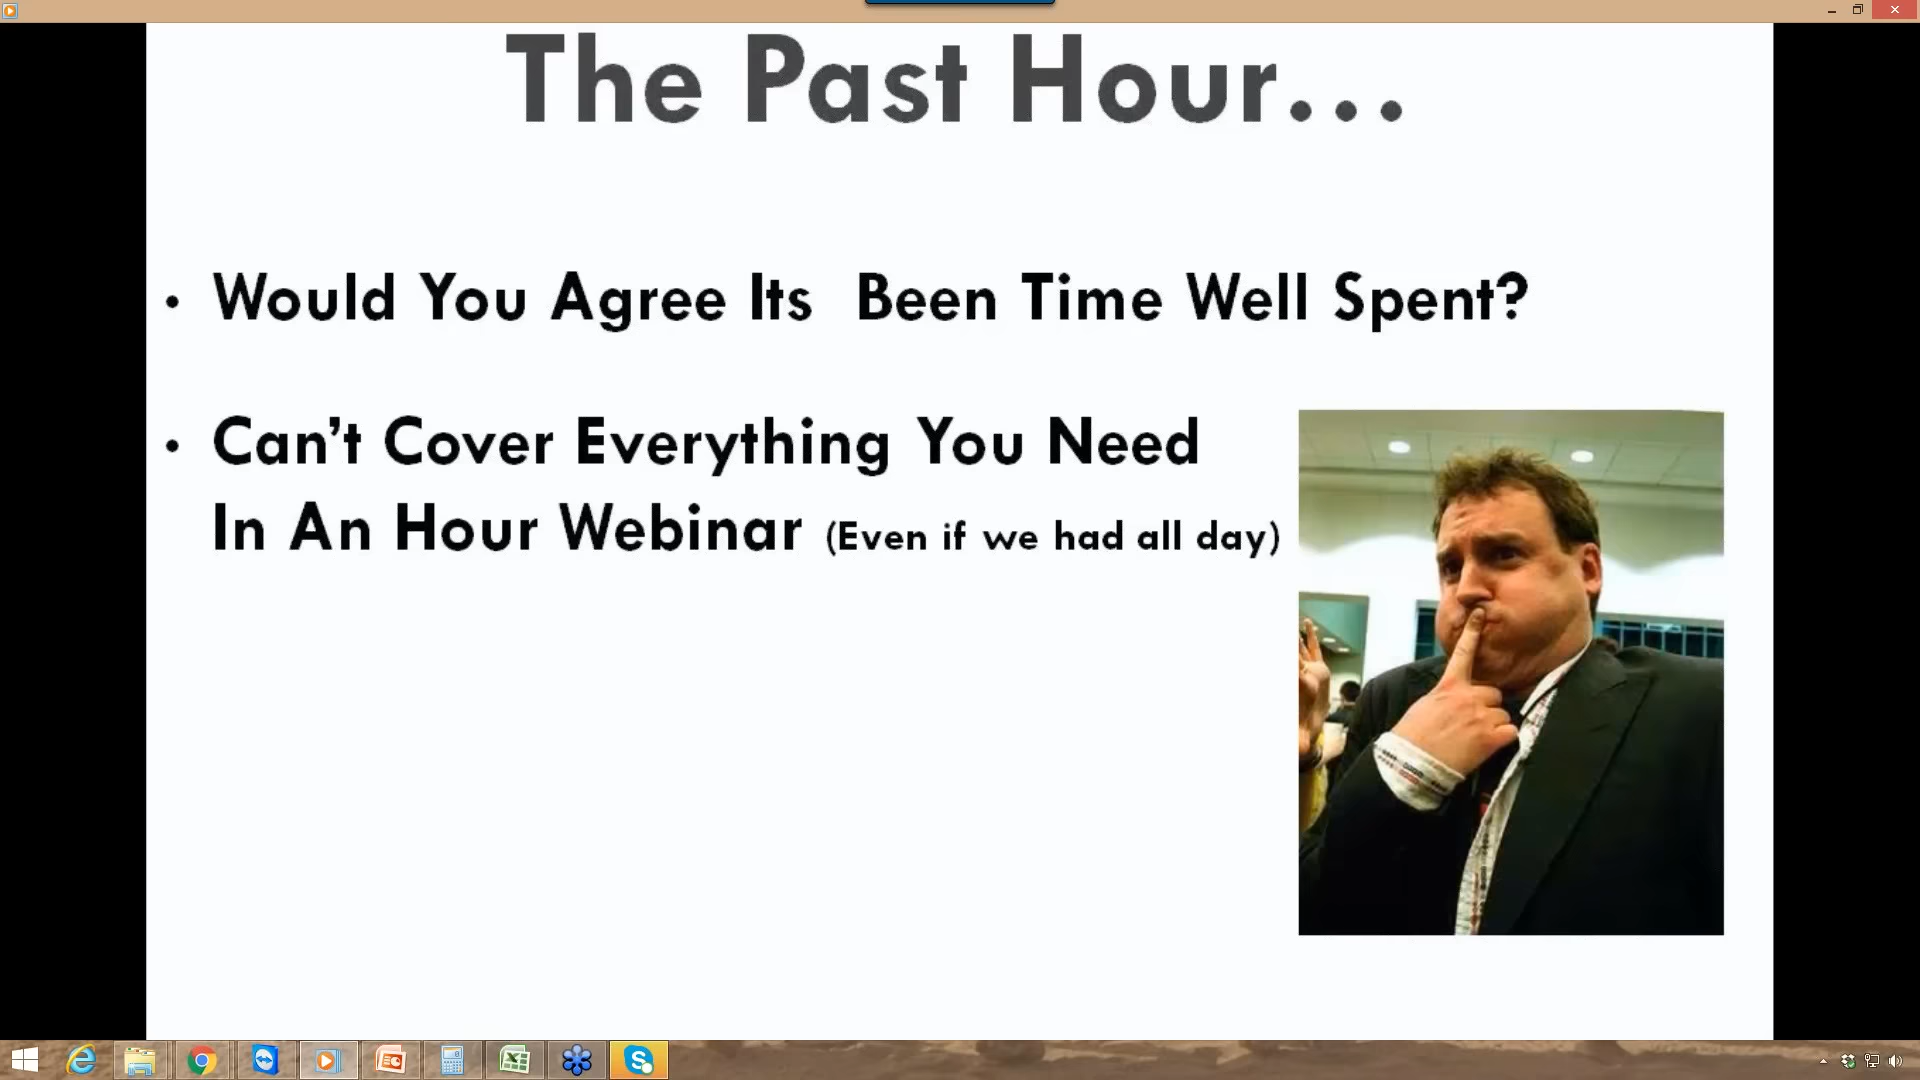 The Past Hour...
• Would You Agree Its Been Time Well Spent?
• Can’t Cover Everything You Need
In An Hour Webinar (Even if we had all day)